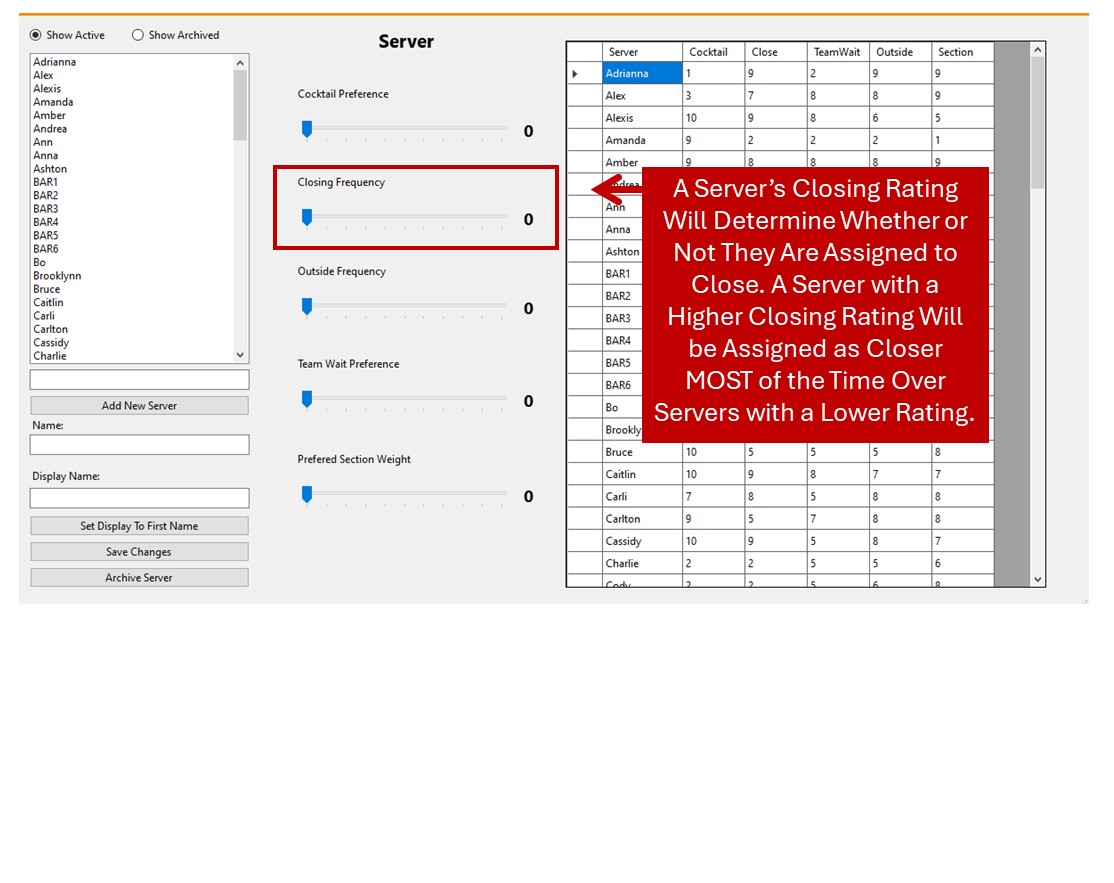 Show Active
Show Archived
Adrianna
Alex
Alexis
Amanda
Amber
Andrea
Ann
Anna
Ashton
BAR1
BAR2
BAR3
BAR4
BAR5
BAR6
Bo
Brooklynn
Bruce
Caitlin
Carli
Carlton
Cassidy
Charlie
Add New Server
Name:
Display Name:
Set Display To First Name
Save Changes
Archive Server
Server
Cocktail Preference
0
Closing Frequency
0
Outside Frequency
0
Team Wait Preference
0
Prefered Section Weight
0
Server Cocktail Close TeamWait Outside Section
Adrianna 1 9 2 9 9
Alex 3 7 8 8 9
Alexis 10 9 8 6 5
Amanda 9 2 2 2 1
Amber 9 8 8 8 9
Andrea
Ann
Anna
Ashton
BAR1
BAR2
BAR3
BAR4
BAR5
BAR6
Bo
Brookly
Bruce 10 5 5 5 8
Caitlin 10 9 8 7 7
Carli 7 8 5 8 8
Carlton 9 5 7 8 8
Cassidy 10 9 5 8 7
Charlie 2 2 5 5 6
Cody 2 2 5 6 8
A Server’s Closing Rating
Will Determine Whether or
Not They Are Assigned to
Close. A Server with a
Higher Closing Rating Will
be Assigned as Closer
MOST of the Time Over
Servers with a Lower Rating.